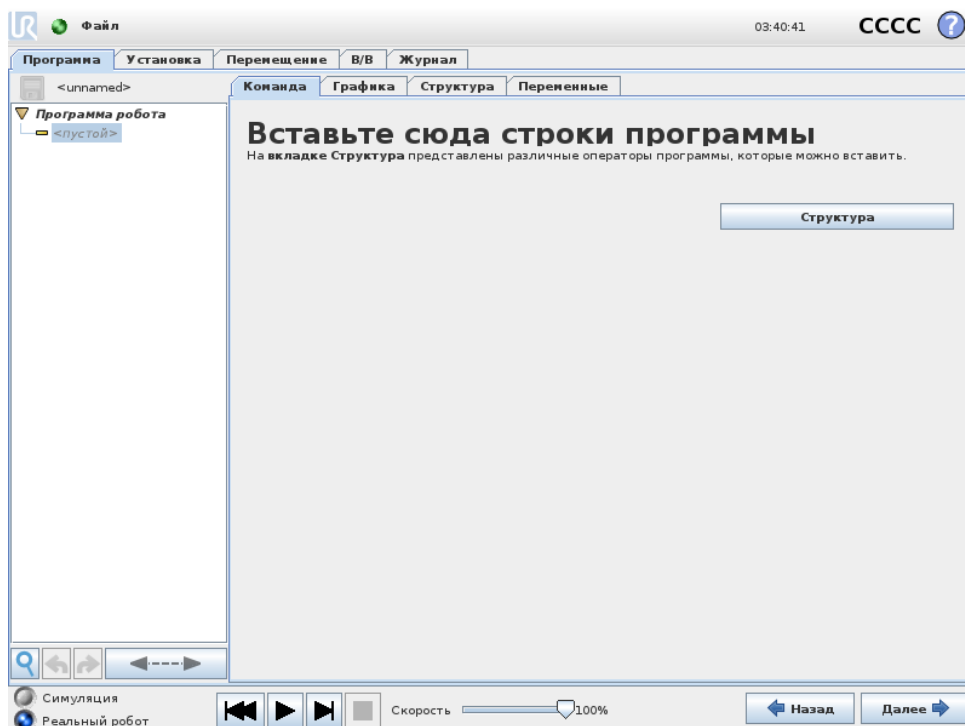 UR Файл 03:40:41 CCCC ?
Программа Установка Перемещение В/В Журнал
<unnamed> Команда Графика Структура Переменные
Программа робота
<пустой>
Вставьте сюда строки программы
На вкладке Структура представлены различные операторы программы, которые можно вставить.
Структура
Симуляция
Реальный робот
Скорость 100%
Назад Далее